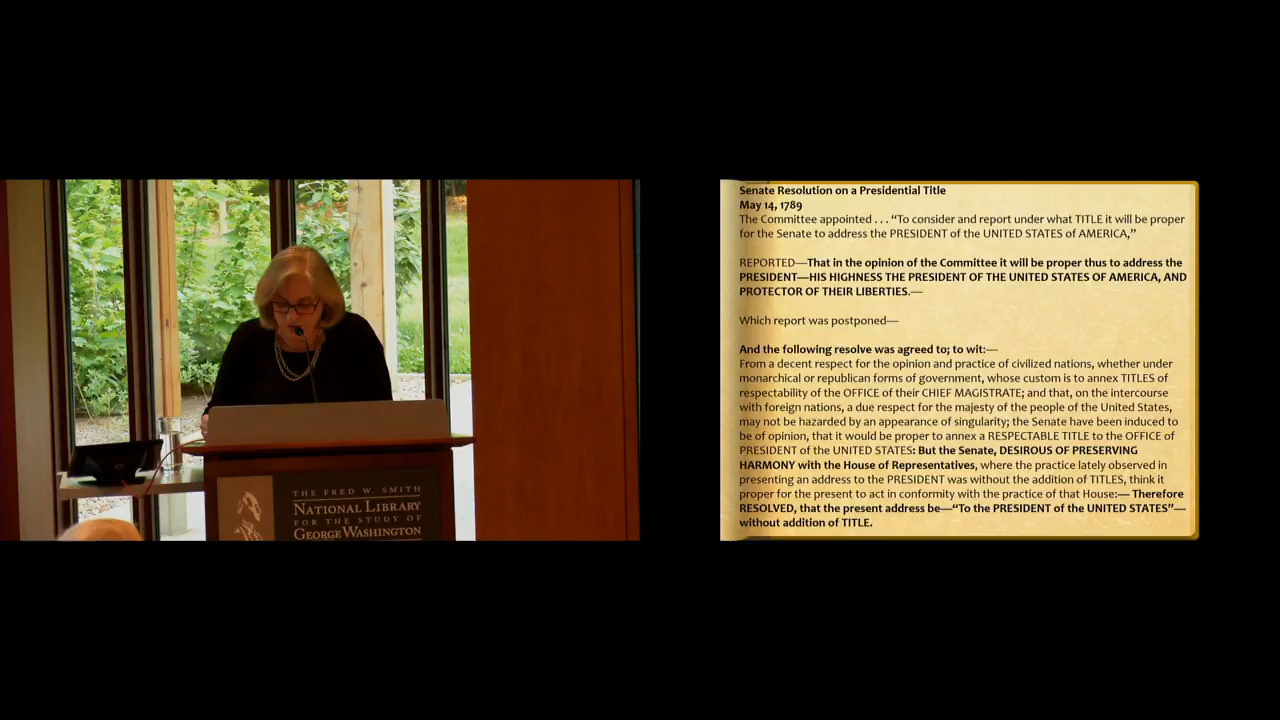 THE FRED W. SMITH
NATIONAL LIBRARY
FOR THE STUDY OF
GEORGE WASHINGTON
Senate Resolution on a Presidential Title
May 14, 1789
The Committee appointed . . . “To consider and report under what TITLE it will be proper
for the Senate to address the PRESIDENT of the UNITED STATES of AMERICA,”
REPORTED—That in the opinion of the Committee it will be proper thus to address the
PRESIDENT—HIS HIGHNESS THE PRESIDENT OF THE UNITED STATES OF AMERICA, AND
PROTECTOR OF THEIR LIBERTIES.—
Which report was postponed—
And the following resolve was agreed to; to wit:—
From a decent respect for the opinion and practice of civilized nations, whether under
monarchical or republican forms of government, whose custom is to annex TITLES of
respectability of the OFFICE of their CHIEF MAGISTRATE; and that, on the intercourse
with foreign nations, a due respect for the majesty of the people of the United States,
may not be hazarded by an appearance of singularity; the Senate have been induced to
be of opinion, that it would be proper to annex a RESPECTABLE TITLE to the OFFICE of
PRESIDENT of the UNITED STATES: But the Senate, DESIROUS OF PRESERVING
HARMONY with the House of Representatives, where the practice lately observed in
presenting an address to the PRESIDENT was without the addition of TITLES, think it
proper for the present to act in conformity with the practice of that House:— Therefore
RESOLVED, that the present address be—“To the PRESIDENT of the UNITED STATES”—
without addition of TITLE.